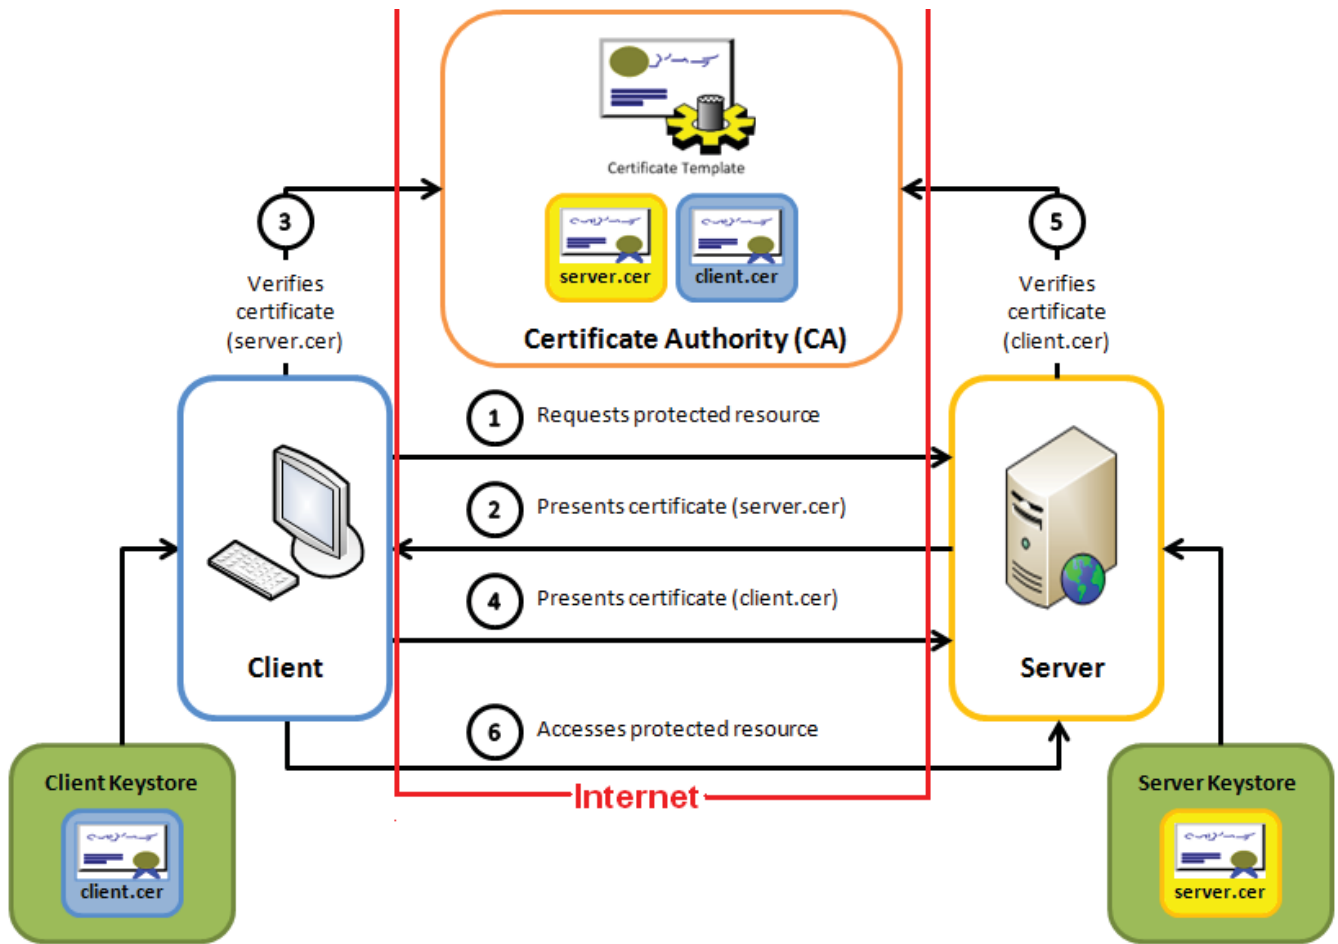 Certificate Template
server.cer
client.cer
Certificate Authority (CA)
3
Verifies
certificate
(server.cer)
5
Verifies
certificate
(client.cer)
1
Requests protected resource
2
Presents certificate (server.cer)
4
Presents certificate (client.cer)
Client
Server
6
Accesses protected resource
Internet
Client Keystore
client.cer
Server Keystore
server.cer